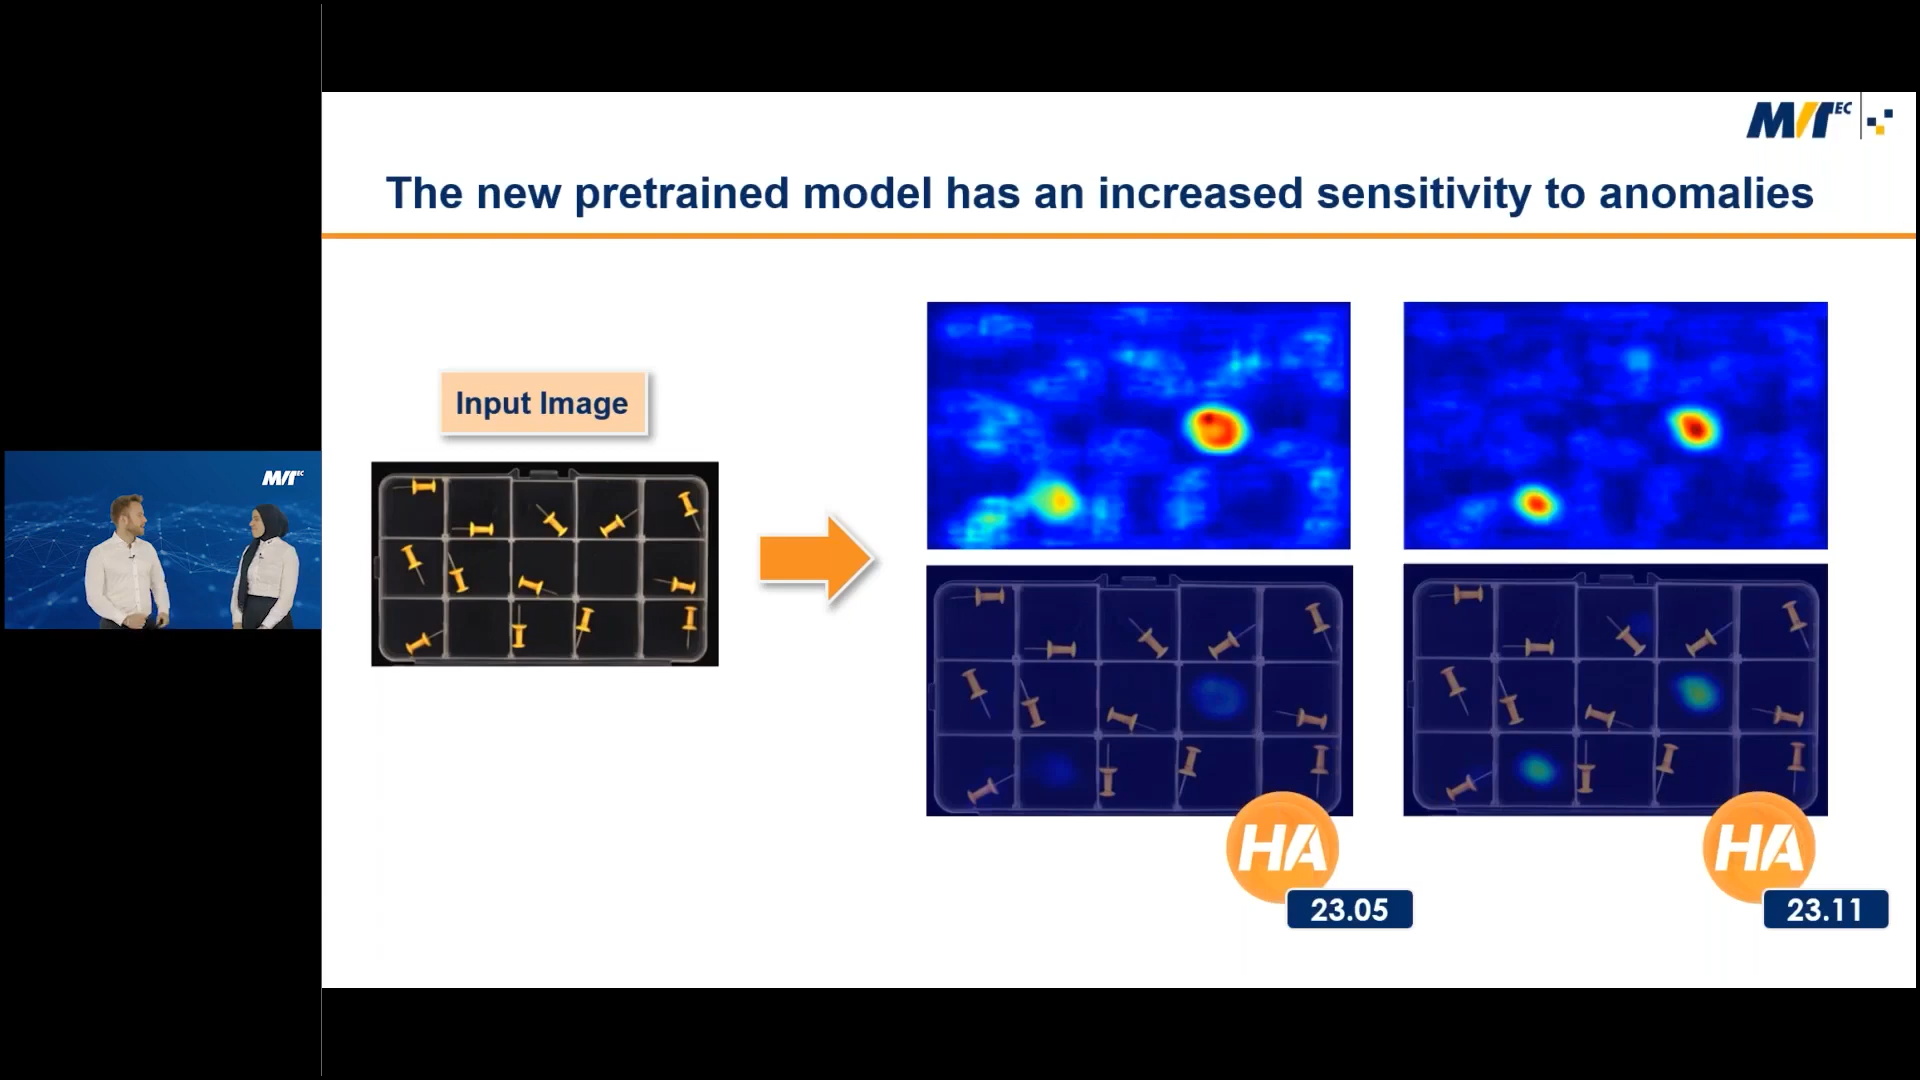 MVTEC
The new pretrained model has an increased sensitivity to anomalies
Input Image
MVTEC
HA
23.05
HA
23.11